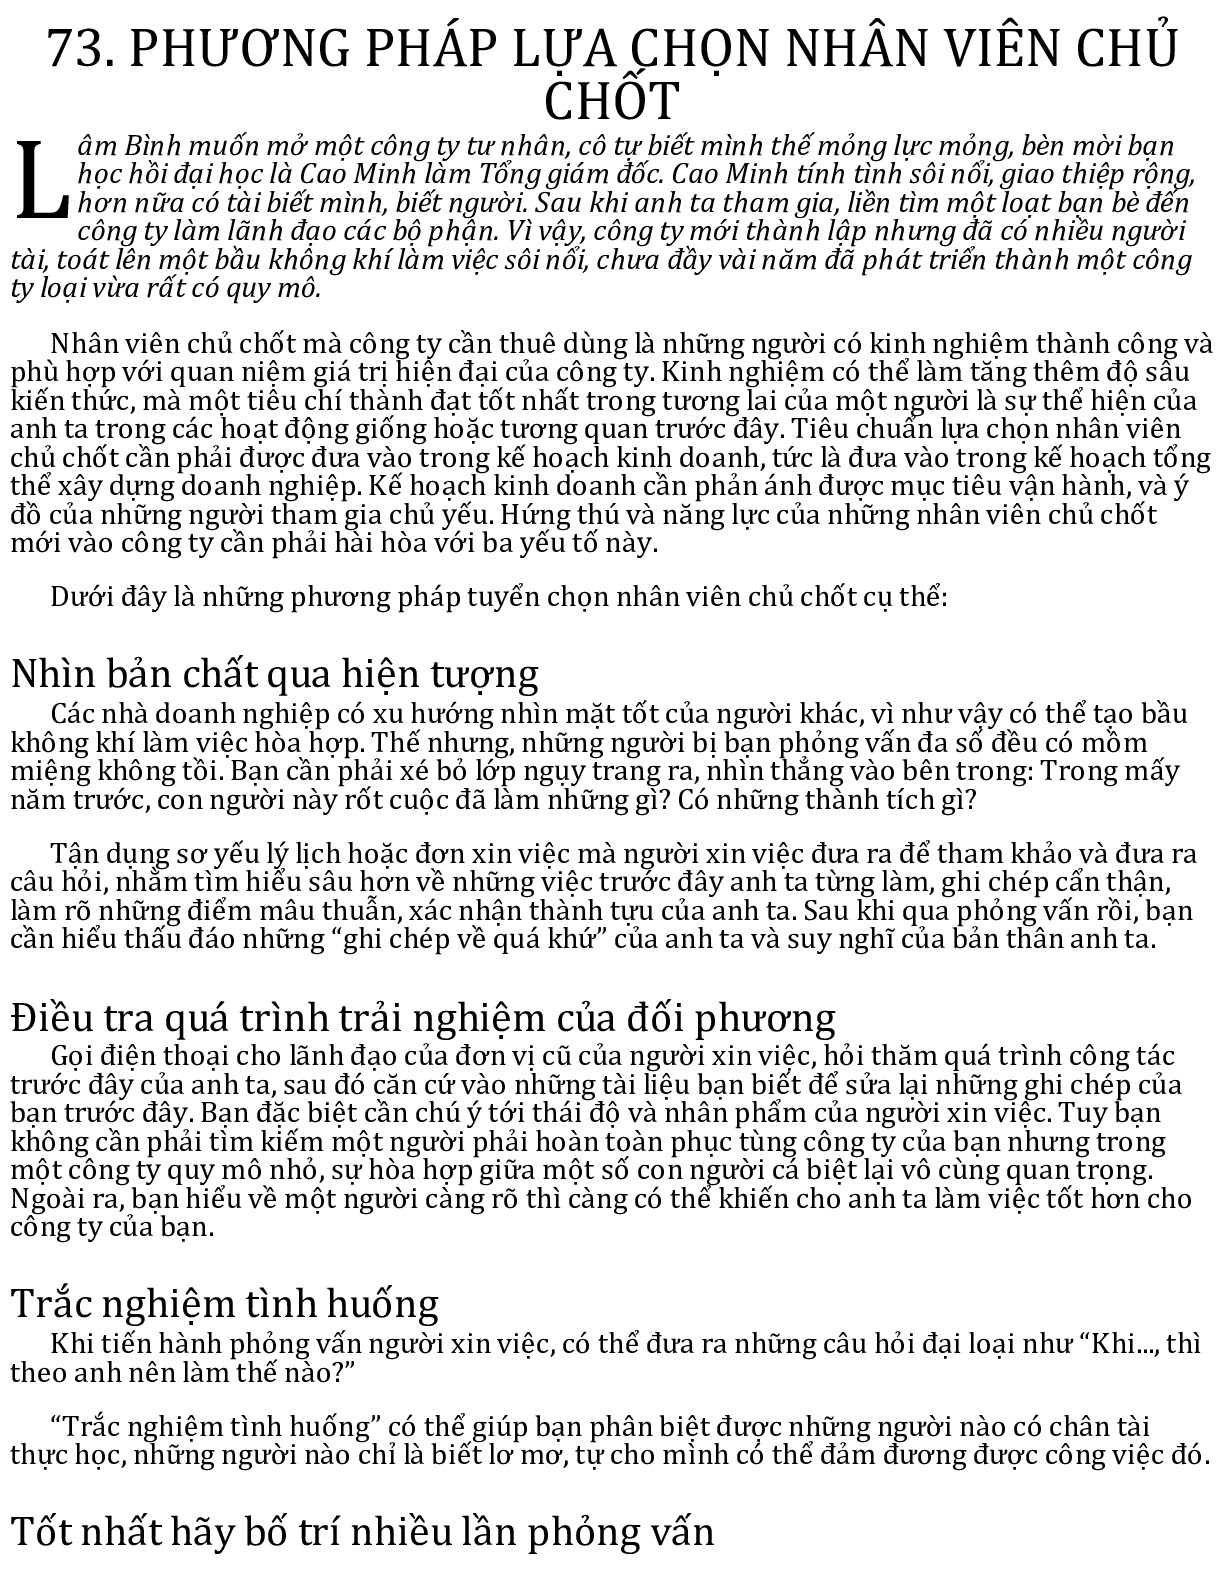 73. PHƯƠNG PHÁP LỰA CHỌN NHÂN VIÊN CHỦ
CHỐT
Lâm Bình muốn mở một công ty tư nhân, cô tự biết mình thế mỏng lực mỏng, bèn mời bạn
học hồi đại học là Cao Minh làm Tổng giám đốc. Cao Minh tính tình sôi nổi, giao thiệp rộng,
hơn nữa có tài biết mình, biết người. Sau khi anh ta tham gia, liền tìm một loạt bạn bè đến
công ty làm lãnh đạo các bộ phận. Vì vậy, công ty mới thành lập nhưng đã có nhiều người
tài, toát lên một bầu không khí làm việc sôi nổi, chưa đầy vài năm đã phát triển thành một công
ty loại vừa rất có quy mô.
Nhân viên chủ chốt mà công ty cần thuê dùng là những người có kinh nghiệm thành công và
phù hợp với quan niệm giá trị hiện đại của công ty. Kinh nghiệm có thể làm tăng thêm độ sâu
kiến thức, mà một tiêu chí thành đạt tốt nhất trong tương lai của một người là sự thể hiện của
anh ta trong các hoạt động giống hoặc tương quan trước đây. Tiêu chuẩn lựa chọn nhân viên
chủ chốt cần phải được đưa vào trong kế hoạch kinh doanh, tức là đưa vào trong kế hoạch tổng
thể xây dựng doanh nghiệp. Kế hoạch kinh doanh cần phản ánh được mục tiêu vận hành, và ý
đồ của những người tham gia chủ yếu. Hứng thú và năng lực của những nhân viên chủ chốt
mới vào công ty cần phải hài hòa với ba yếu tố này.
Dưới đây là những phương pháp tuyển chọn nhân viên chủ chốt cụ thể:
Nhìn bản chất qua hiện tượng
Các nhà doanh nghiệp có xu hướng nhìn mặt tốt của người khác, vì như vậy có thể tạo bầu
không khí làm việc hòa hợp. Thế nhưng, những người bị bạn phỏng vấn đa số đều có mồm
miệng không tồi. Bạn cần phải xé bỏ lớp ngụy trang ra, nhìn thẳng vào bên trong: Trong mấy
năm trước, con người này rốt cuộc đã làm những gì? Có những thành tích gì?
Tận dụng sơ yếu lý lịch hoặc đơn xin việc mà người xin việc đưa ra để tham khảo và đưa ra
câu hỏi, nhằm tìm hiểu sâu hơn về những việc trước đây anh ta từng làm, ghi chép cẩn thận,
làm rõ những điểm mâu thuẫn, xác nhận thành tựu của anh ta. Sau khi qua phỏng vấn rồi, bạn
cần hiểu thấu đáo những “ghi chép về quá khứ” của anh ta và suy nghĩ của bản thân anh ta.
Điều tra quá trình trải nghiệm của đối phương
Gọi điện thoại cho lãnh đạo của đơn vị cũ của người xin việc, hỏi thăm quá trình công tác
trước đây của anh ta, sau đó căn cứ vào những tài liệu bạn biết để sửa lại những ghi chép của
bạn trước đây. Bạn đặc biệt cần chú ý tới thái độ và nhân phẩm của người xin việc. Tuy bạn
không cần phải tìm kiếm một người phải hoàn toàn phục tùng công ty của bạn nhưng trong
một công ty quy mô nhỏ, sự hòa hợp giữa một số con người cá biệt lại vô cùng quan trọng.
Ngoài ra, bạn hiểu về một người càng rõ thì càng có thể khiến cho anh ta làm việc tốt hơn cho
công ty của bạn.
Trắc nghiệm tình huống
Khi tiến hành phỏng vấn người xin việc, có thể đưa ra những câu hỏi đại loại như “Khi..., thì
theo anh nên làm thế nào?”
“Trắc nghiệm tình huống” có thể giúp bạn phân biệt được những người nào có chân tài
thực học, những người nào chỉ là biết lơ mơ, tự cho mình có thể đảm đương được công việc đó.
Tốt nhất hãy bố trí nhiều lần phỏng vấn